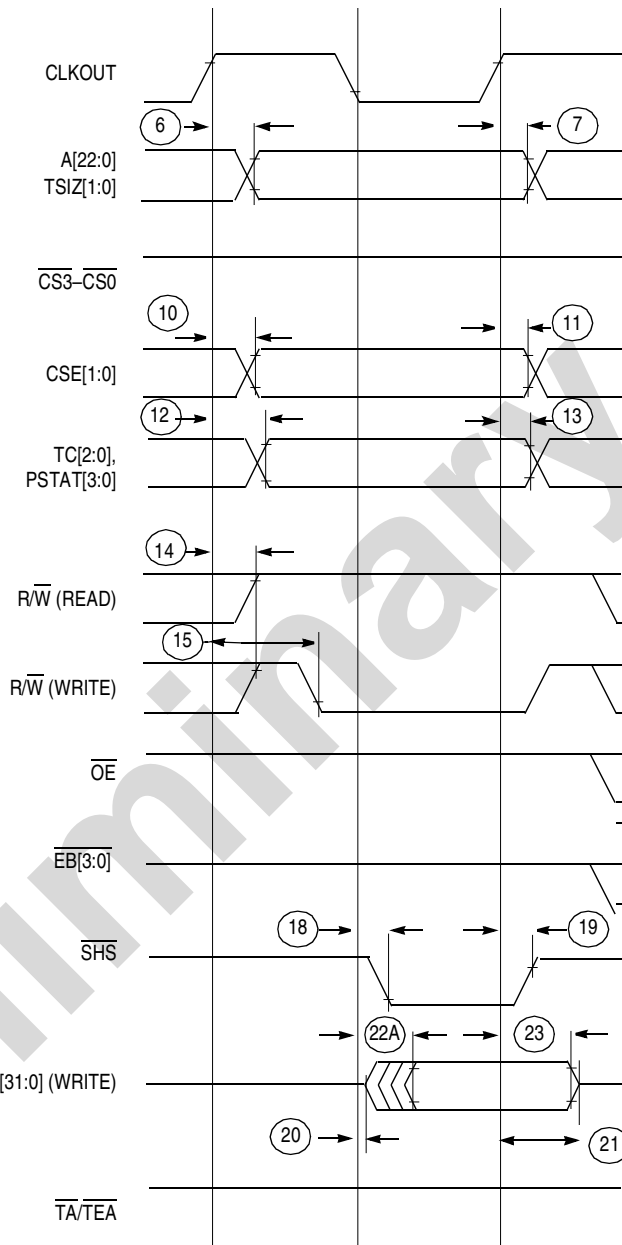 CLKOUT
6
7
A[22:0]
TSIZ[1:0]
CS3–CS0
10
11
CSE[1:0]
12
13
TC[2:0],
PSTAT[3:0]
14
R/W (READ)
15
R/W (WRITE)
OE
EB[3:0]
18
19
SHS
22A
23
[31:0] (WRITE)
20
21
TA/TEA
iminary